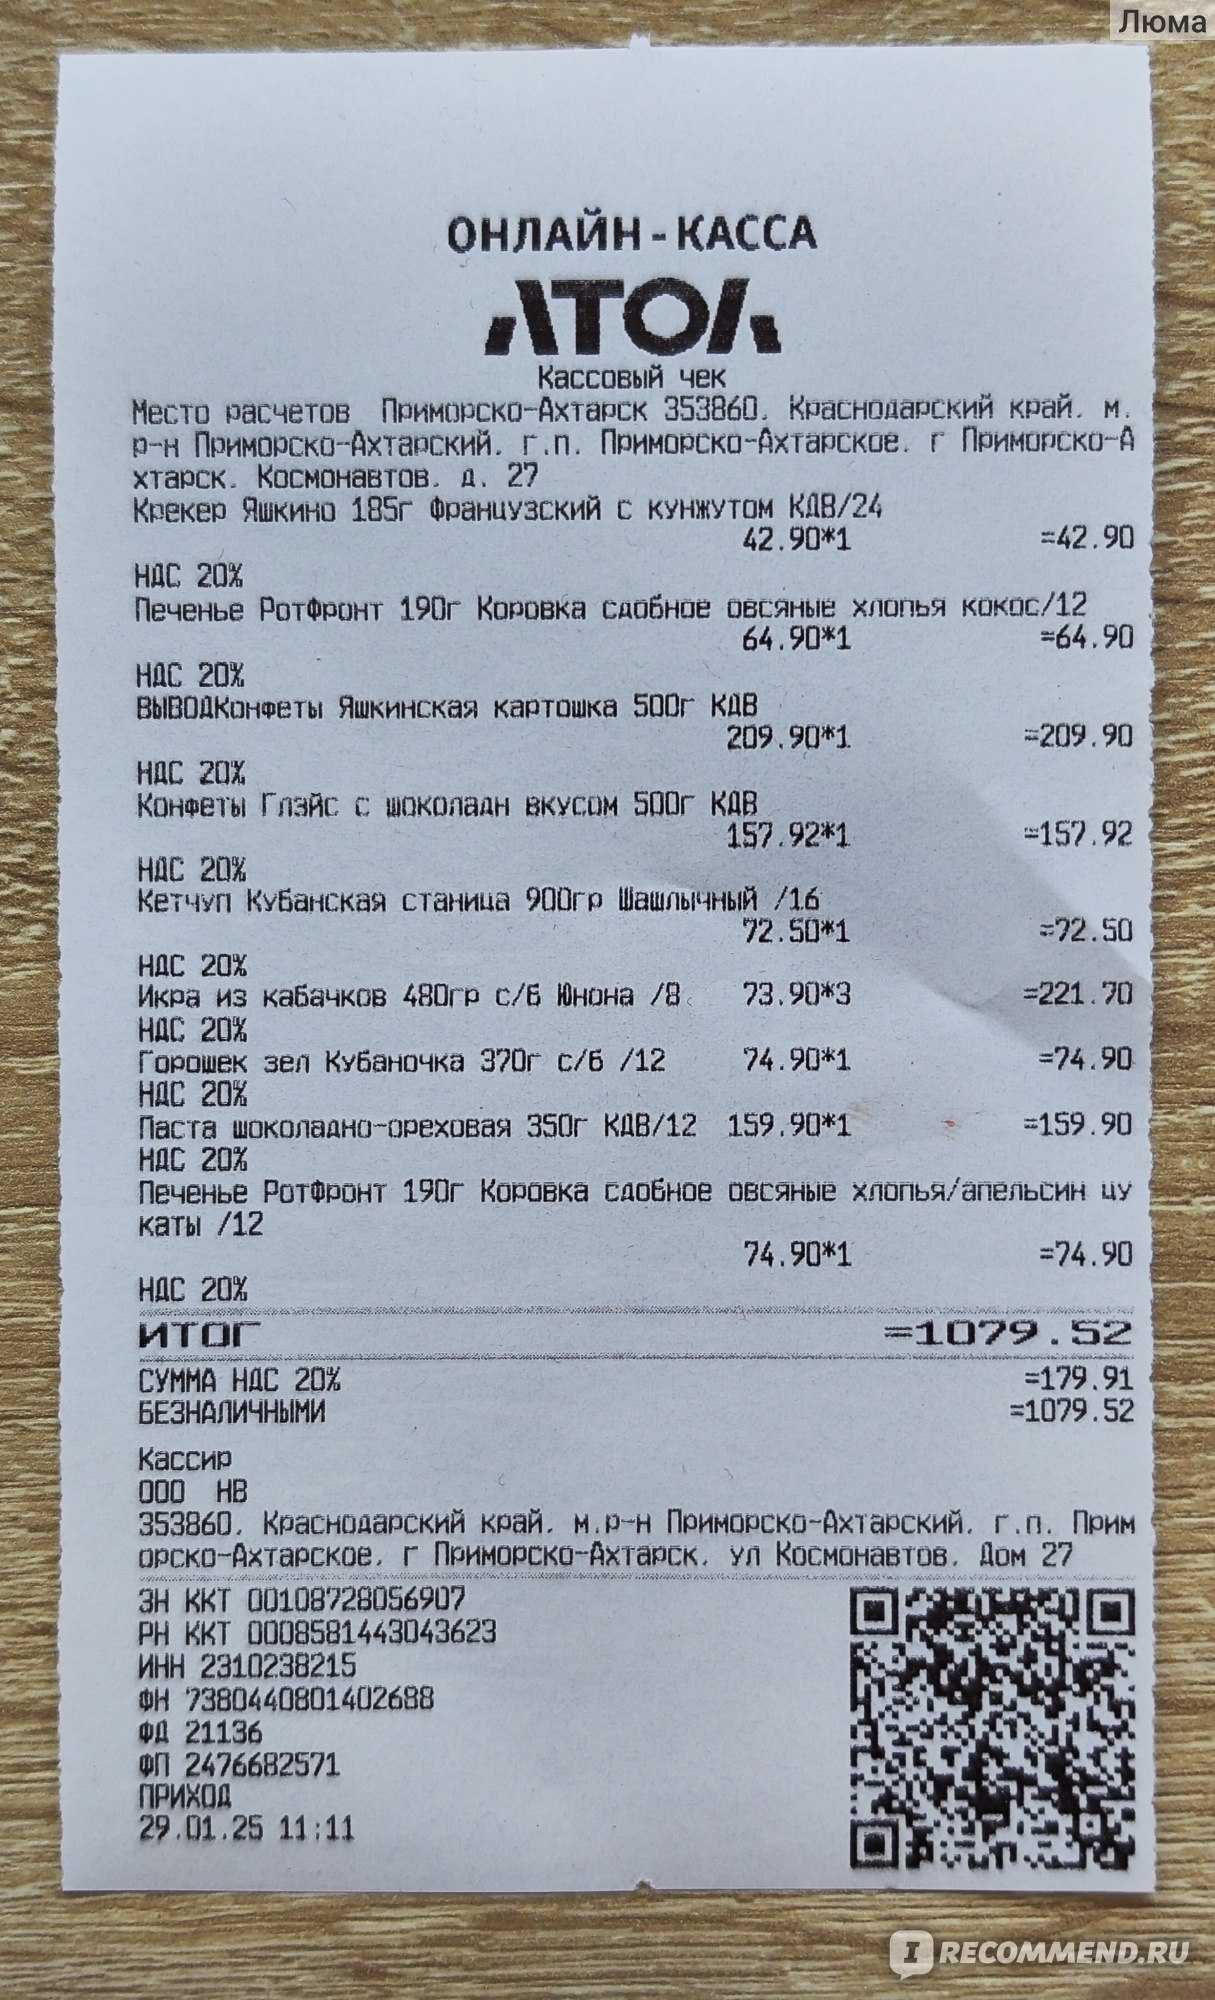 Люма
ОНЛАЙН-КАССА
АТОЛ
Кассовый чек
Место расчетов Приморско-Ахтарск 353860, Краснодарский край, м.
р-н Приморско-Ахтарский, г.п. Приморско-Ахтарское, г Приморско-А
хтарск, Космонавтов, д. 27
Крекер Яшкино 185г Французский с кунжутом КДВ/24
42.90*1 =42.90
НДС 20%
Печенье РотФронт 190г Коровка сдобное овсяные хлопья кокос/12
64.90*1 =64.90
НДС 20%
ВЫВОДКонфеты Яшкинская картошка 500г КДВ
209.90*1 =209.90
НДС 20%
Конфеты Глэйс с шоколадн вкусом 500г КДВ
157.92*1 =157.92
НДС 20%
Кетчуп Кубанская станица 900гр Шашлычный /16
72.50*1 =72.50
НДС 20%
Икра из кабачков 480гр с/б Юнона /8 73.90*3 =221.70
НДС 20%
Горошек зел Кубаночка 370г с/б /12 74.90*1 =74.90
НДС 20%
Паста шоколадно-ореховая 350г КДВ/12 159.90*1 =159.90
НДС 20%
Печенье РотФронт 190г Коровка сдобное овсяные хлопья/апельсин цу
каты /12
74.90*1 =74.90
НДС 20%
ИТОГ =1079.52
СУММА НДС 20% =179.91
БЕЗНАЛИЧНЫМИ =1079.52
Кассир
ООО НВ
353860, Краснодарский край, м.р-н Приморско-Ахтарский, г.п. Прим
орско-Ахтарское, г Приморско-Ахтарск, ул Космонавтов, Дом 27
ЗН ККТ 00108728056907
РН ККТ 0008581443043623
ИНН 2310238215
ФН 7380440801402688
ФД 21136
ФП 2476682571
ПРИХОД
29.01.25 11:11
IRECOMMEND.RU